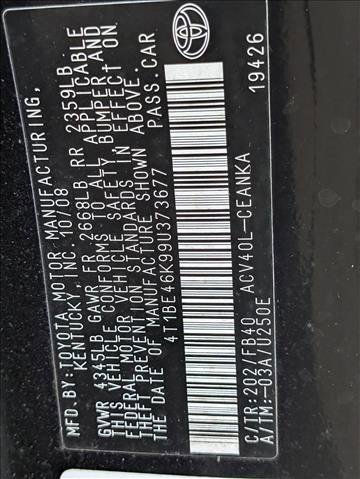 MFD. BY: TOYOTA MOTOR MANUFACTURING,
KENTUCKY, INC. 10/08
GVWR 4345LB GAWR FR 2668LB RR 2359LB
THIS VEHICLE CONFORMS TO ALL APPLICABLE
FEDERAL MOTOR VEHICLE SAFETY, BUMPER, AND
THEFT PREVENTION STANDARDS IN EFFECT ON
THE DATE OF MANUFACTURE SHOWN ABOVE.
4T1BE46K99U373677 PASS.CAR
C/TR:202/FB40 ACV40L-CEANKA
A/TM:-03A/U250E 19426